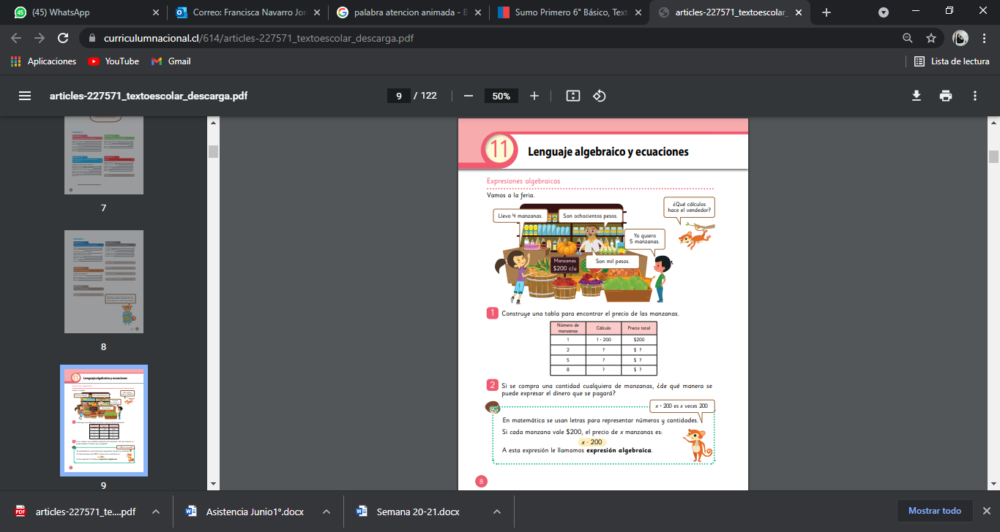 (45) WhatsApp
Correo: Francisca Navarro Jor
palabra atencion animada - B
Sumo Primero 6° Básico, Text
articles-227571_textoescolar_
curriculumnacional.cl/614/articles-227571_textoescolar_descarga.pdf
Aplicaciones
YouTube
Gmail
Lista de lectura
articles-227571_textoescolar_descarga.pdf
9 / 122
50%
7
8
11 Lenguaje algebraico y ecuaciones
9
11 Lenguaje algebraico y ecuaciones
Expresiones algebraicas
Vamos a la feria.
¿Qué cálculos
hace el vendedor?
Llevo 4 manzanas.
Son ochocientos pesos.
Yo quiero
5 manzanas.
Manzanas
$200 c/u
Son mil pesos.
1 Construye una tabla para encontrar el precio de las manzanas.
Número de
manzanas
Cálculo
Precio total
1 1 · 200 $200
2 ? $ ?
5 ? $ ?
8 ? $ ?
2 Si se compra una cantidad cualquiera de manzanas, ¿de qué manera se
puede expresar el dinero que se pagará?
x · 200 es x veces 200
En matemática se usan letras para representar números y cantidades.
Si cada manzana vale $200, el precio de x manzanas es:
x · 200
A esta expresión le llamamos expresión algebraica.
8
articles-227571_te....pdf
Asistencia Junio1°.docx
Semana 20-21.docx
Mostrar todo